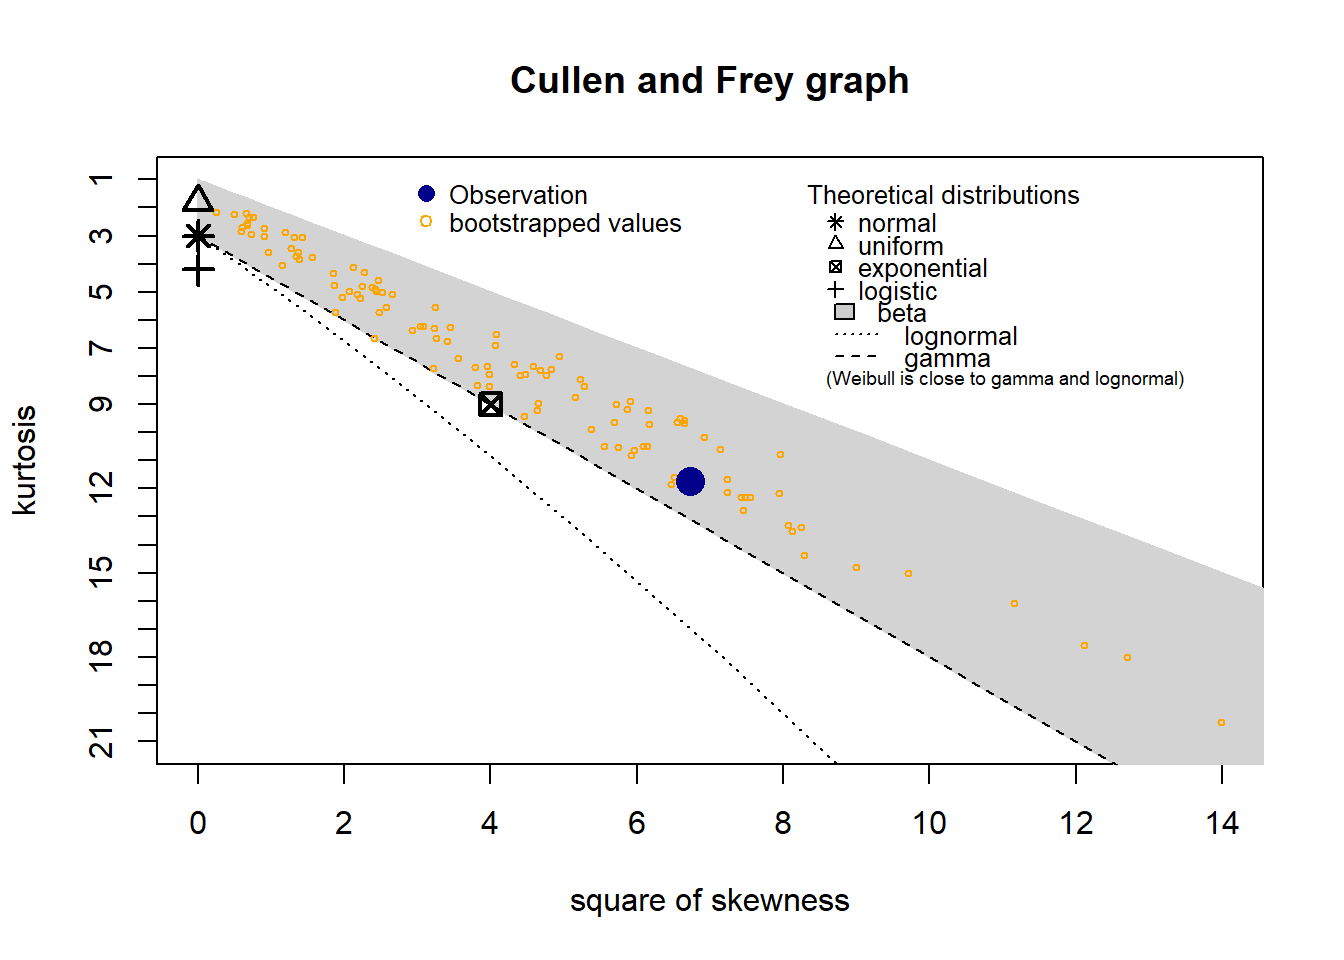 Cullen and Frey graph
Observation
bootstrapped values
Theoretical distributions
normal
uniform
exponential
logistic
beta
lognormal
gamma
(Weibull is close to gamma and lognormal)
kurtosis
1
3
5
7
9
12
15
18
21
0 2 4 6 8 10 12 14
square of skewness